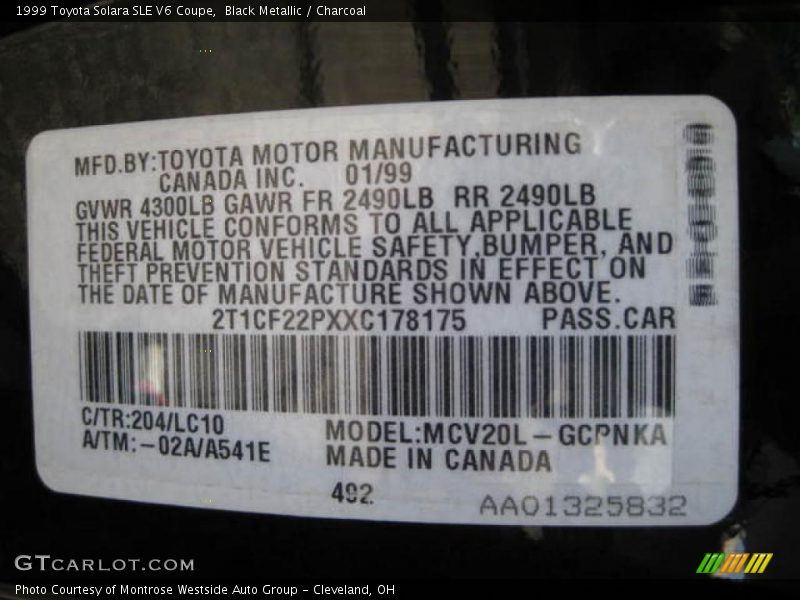 1999 Toyota Solara SLE V6 Coupe,  Black Metallic / Charcoal
MFD.BY:TOYOTA MOTOR MANUFACTURING
CANADA INC.  01/99
GVWR 4300LB GAWR FR 2490LB  RR 2490LB
THIS VEHICLE CONFORMS TO ALL APPLICABLE
FEDERAL MOTOR VEHICLE SAFETY,BUMPER, AND
THEFT PREVENTION STANDARDS IN EFFECT ON
THE DATE OF MANUFACTURE SHOWN ABOVE.
2T1CF22PXXC178175  PASS.CAR
C/TR:204/LC10
A/TM:-02A/A541E
MODEL:MCV20L-GCPNKA
MADE IN CANADA
492
AA01325832
GTCARLOT.COM
Photo Courtesy of Montrose Westside Auto Group - Cleveland, OH